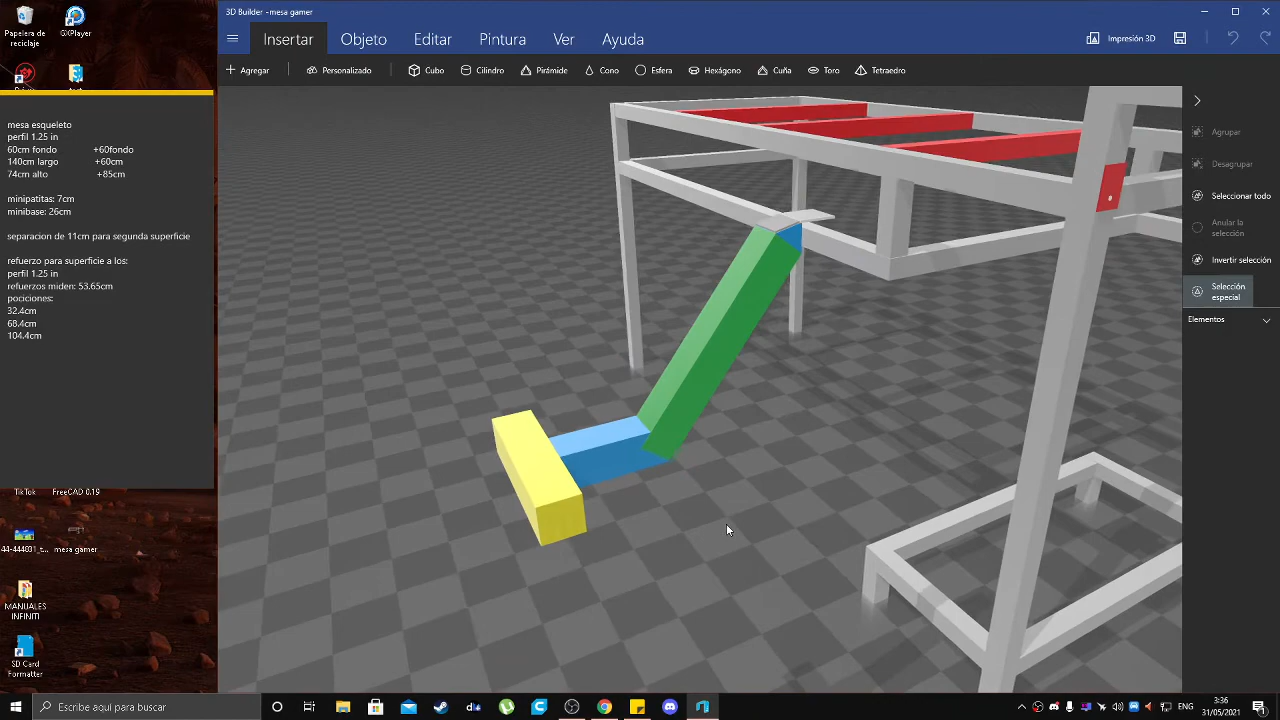 3D Builder - mesa gamer
Insertar
Objeto
Editar
Pintura
Ver
Ayuda
Impresión 3D
Agregar
Personalizado
Cubo
Cilindro
Pirámide
Cono
Esfera
Hexágono
Cuña
Toro
Tetraedro
Papelera de
reciclaje
GXPlayer
mesa esqueleto
perfil 1.25 in
60cm fondo +60fondo
140cm largo +60cm
74cm alto +85cm
minipatitas: 7cm
minibase: 26cm
separacion de 11cm para segunda superficie
refuerzo para superficie a los:
perfil 1.25 in
refuerzos miden: 53.65cm
pociciones:
32.4cm
68.4cm
104.4cm
TikTok
FreeCAD 0.19
44-444031_s...
mesa gamer
MANUALES
INFINITI
SD Card
Formatter
Agrupar
Desagrupar
Seleccionar todo
Anular la
selección
Invertir selección
Selección
especial
Elementos
Escribe aquí para buscar
ENG
3:36
31/05/2021